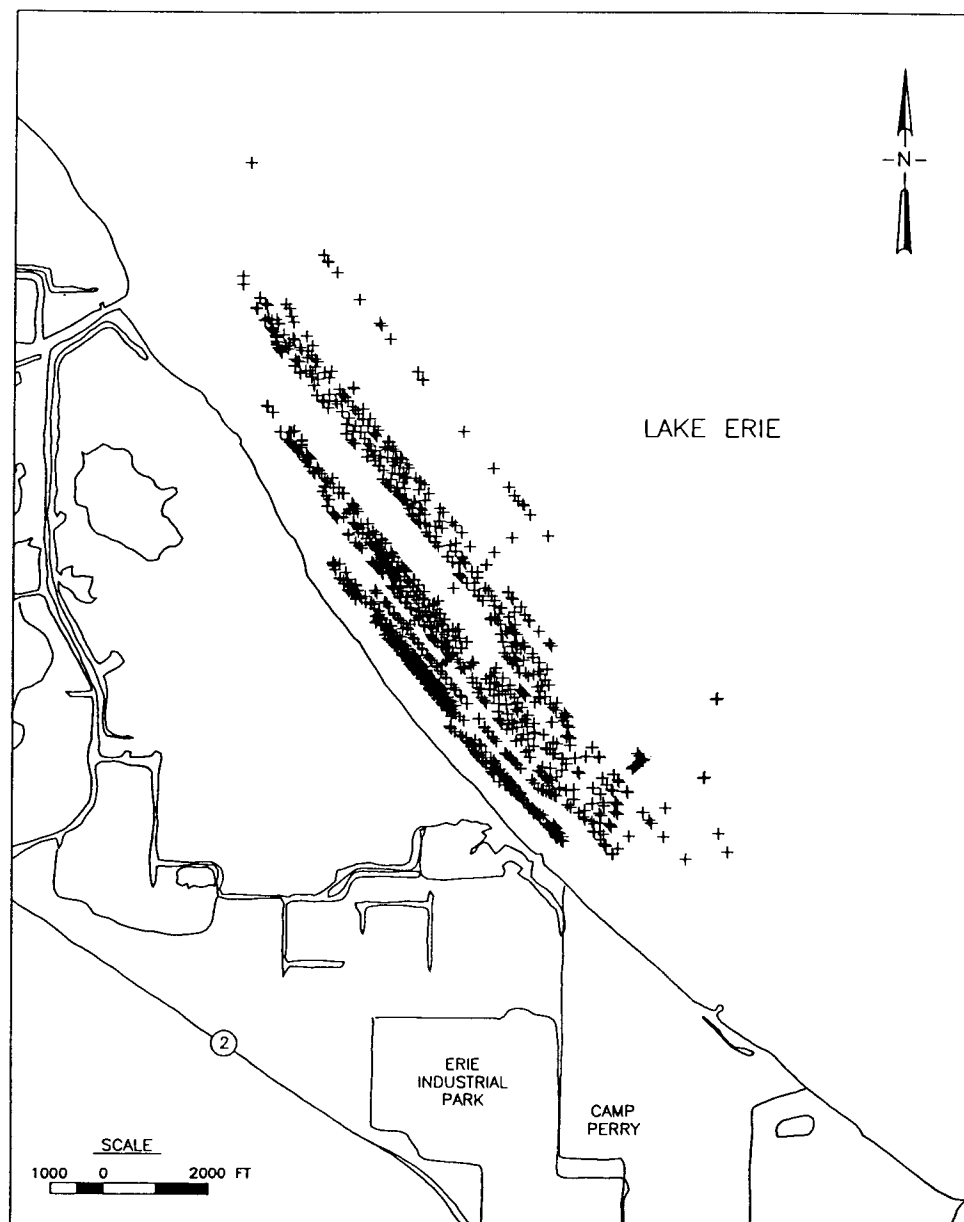 -N-
LAKE ERIE
2
ERIE
INDUSTRIAL
PARK
CAMP
PERRY
SCALE
1000 0 2000 FT